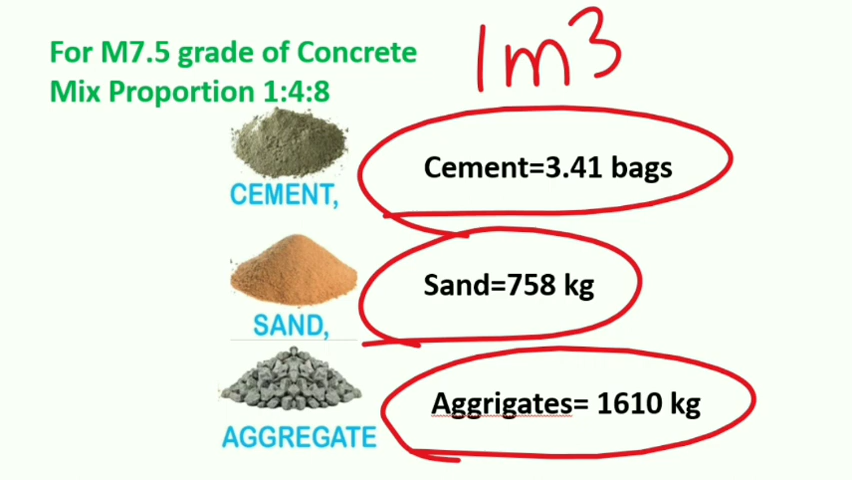 For M7.5 grade of Concrete
Mix Proportion 1:4:8
1m3
CEMENT,
Cement=3.41 bags
SAND,
Sand=758 kg
AGGREGATE
Aggrigates= 1610 kg